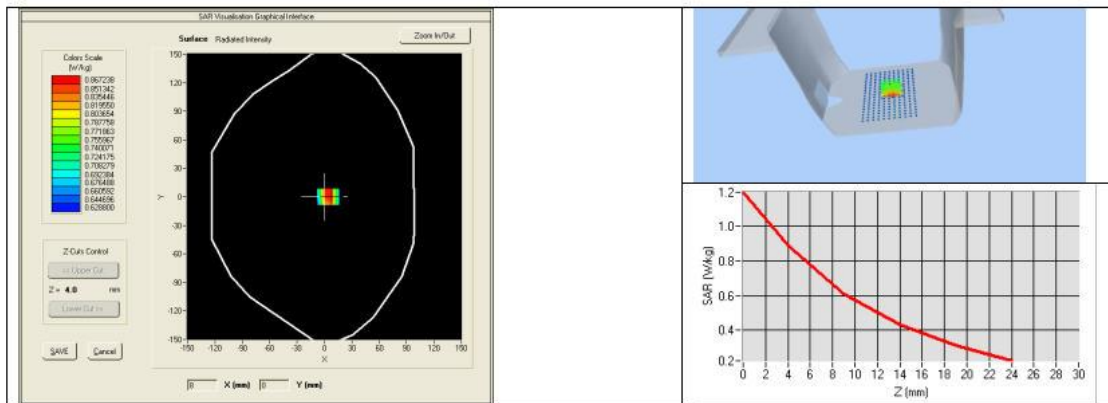 SAR Visualisation Graphical Interface
Surface Radiated Intensity
Zoom In/Out
Colors Scale
(W/kg)
0.867238
0.851342
0.835446
0.819550
0.803654
0.787758
0.771863
0.755967
0.740071
0.724175
0.708279
0.692384
0.676488
0.660592
0.644696
0.628800
Z-Cuts Control
<< Upper Cut
Z = 4.0 mm
Lower Cut >>
SAVE
Cancel
150
120
90
60
30
0
-30
-60
-90
-120
-150
Y
-150 -120 -90 -60 -30 0 30 60 90 120 150
X
0 X (mm) 0 Y (mm)
1.2
1.0
0.8
0.6
0.4
0.2
SAR (W/kg)
0 2 4 6 8 10 12 14 16 18 20 22 24 26 28 30
Z (mm)